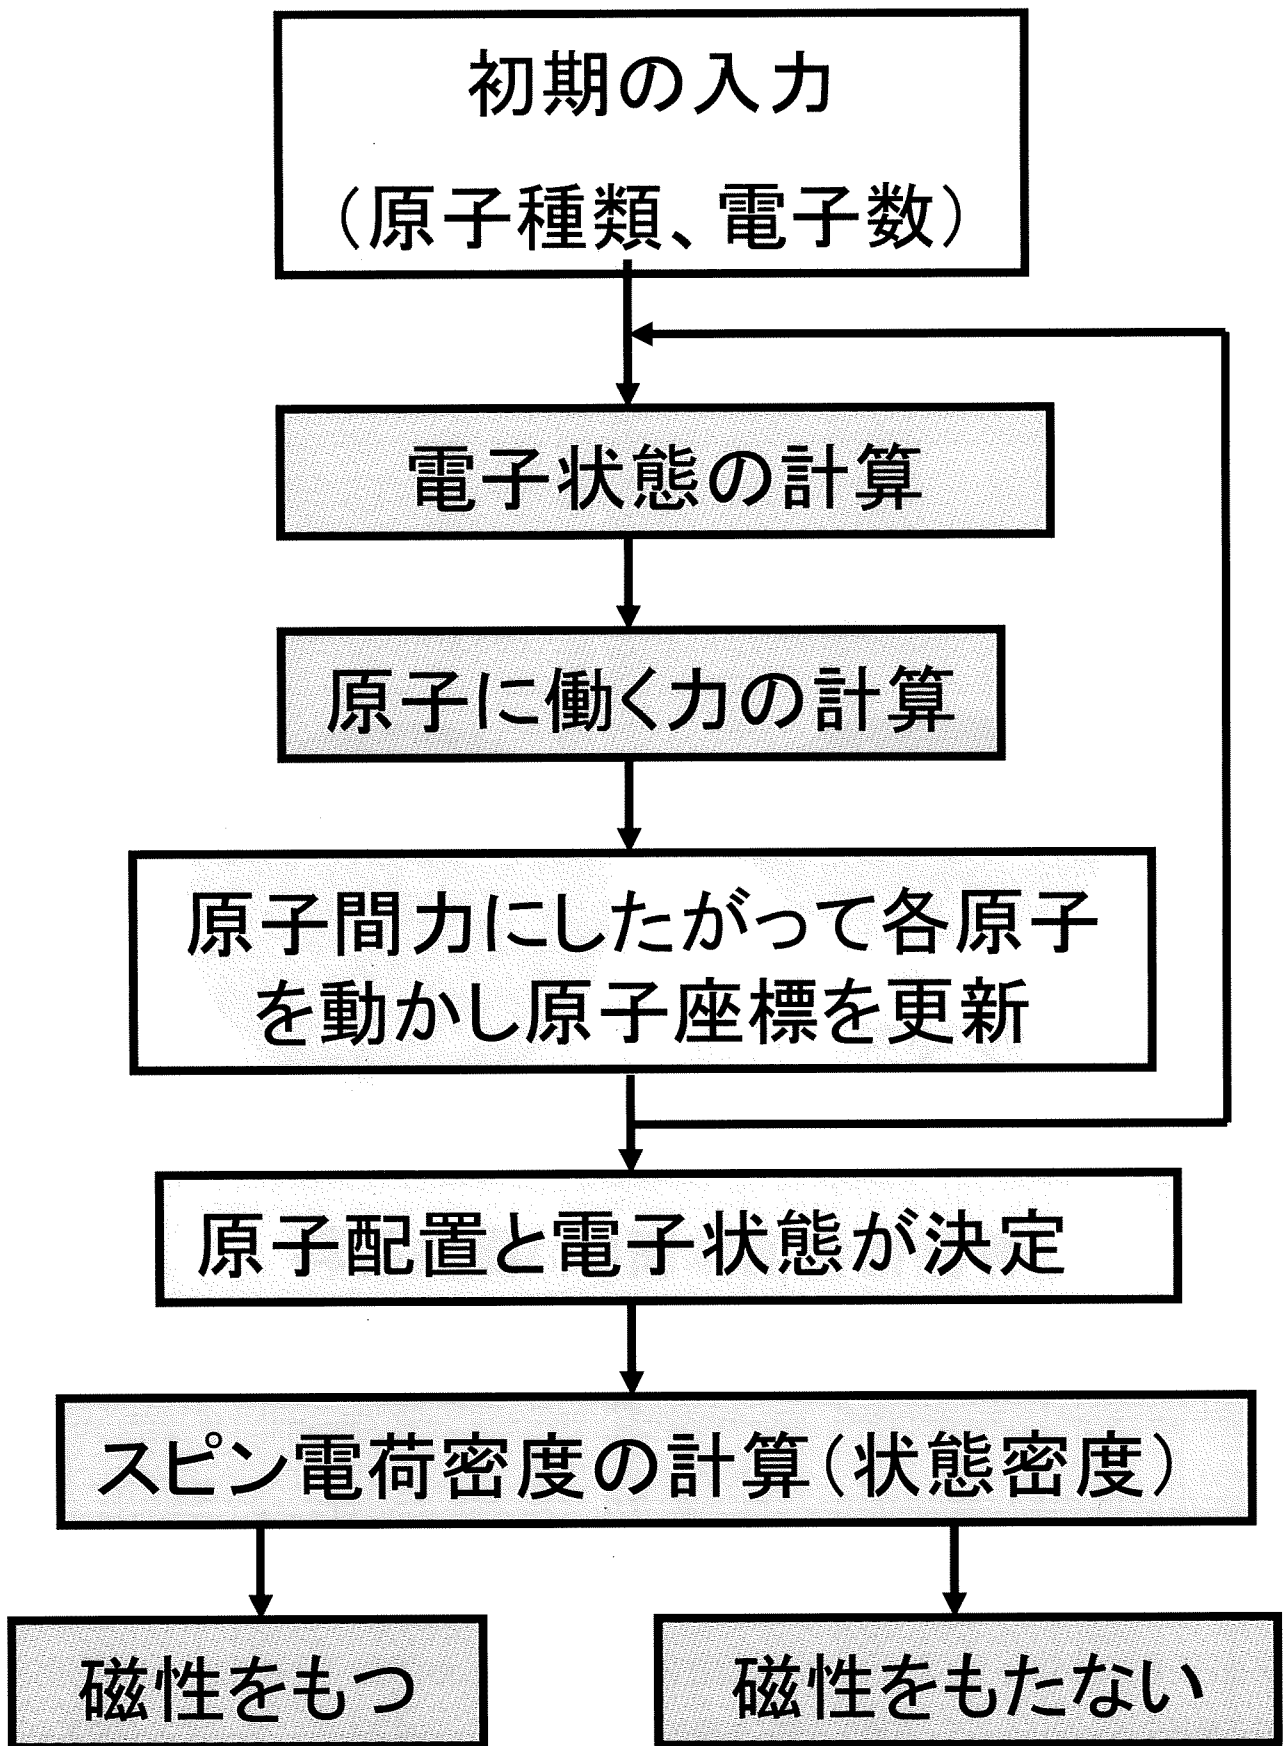 初期の入力
（原子種類、電子数）
電子状態の計算
原子に働く力の計算
原子間力にしたがって各原子
を動かし原子座標を更新
原子配置と電子状態が決定
スピン電荷密度の計算（状態密度）
磁性をもつ
磁性をもたない